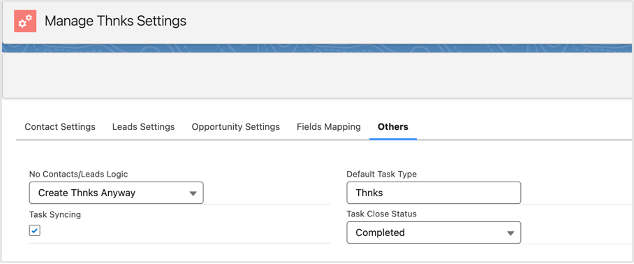 Manage Thnks Settings
Contact Settings Leads Settings Opportunity Settings Fields Mapping Others
No Contacts/Leads Logic
Create Thnks Anyway
Default Task Type
Thnks
Task Syncing
Task Close Status
Completed